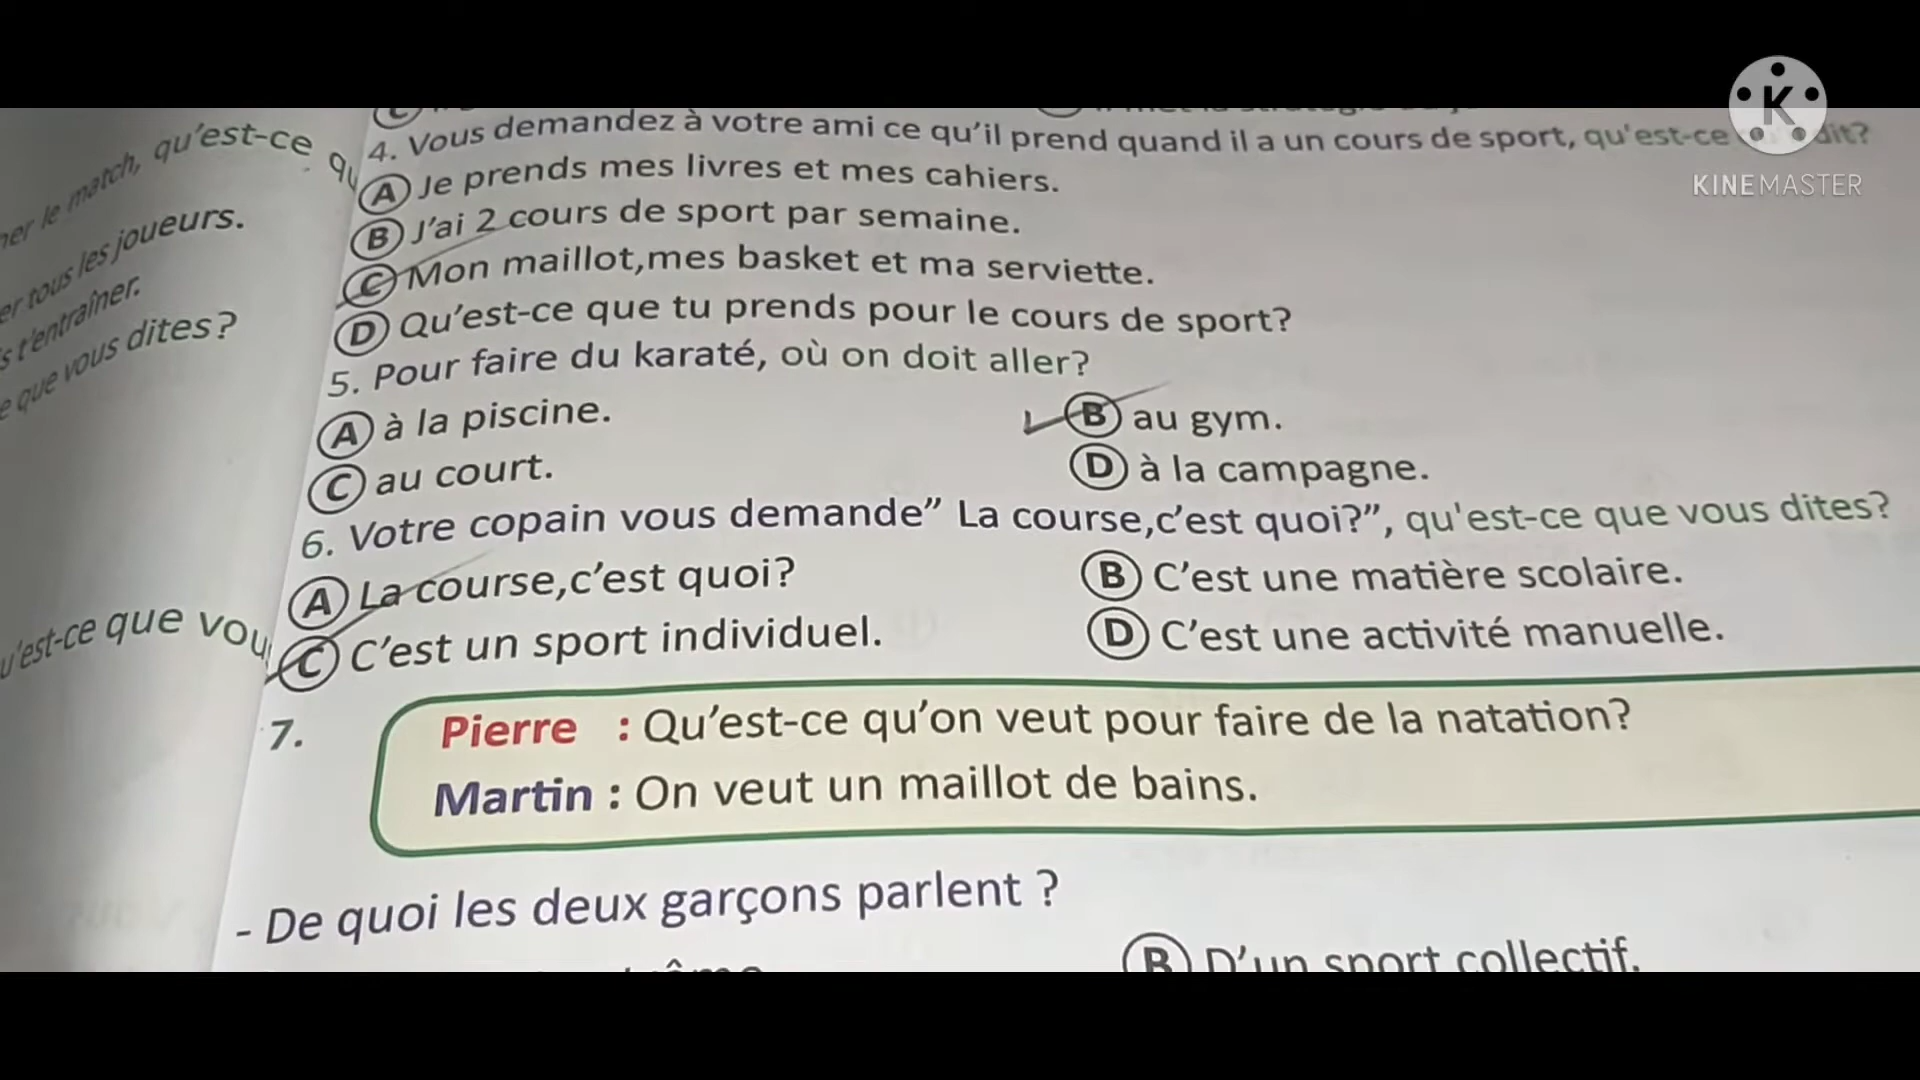 KINEMASTER
ner le match, qu'est-ce qu
er tous les joueurs.
s t'entraîner.
e que vous dites?
u'est-ce que vou
4. Vous demandez à votre ami ce qu'il prend quand il a un cours de sport, qu'est-ce dit?
A Je prends mes livres et mes cahiers.
B J'ai 2 cours de sport par semaine.
C Mon maillot,mes basket et ma serviette.
D Qu'est-ce que tu prends pour le cours de sport?
5. Pour faire du karaté, où on doit aller?
A à la piscine.
B au gym.
C au court.
D à la campagne.
6. Votre copain vous demande" La course,c'est quoi?", qu'est-ce que vous dites?
A La course,c'est quoi?
B C'est une matière scolaire.
C C'est un sport individuel.
D C'est une activité manuelle.
7.
Pierre : Qu'est-ce qu'on veut pour faire de la natation?
Martin : On veut un maillot de bains.
- De quoi les deux garçons parlent ?
B D'un sport collectif.